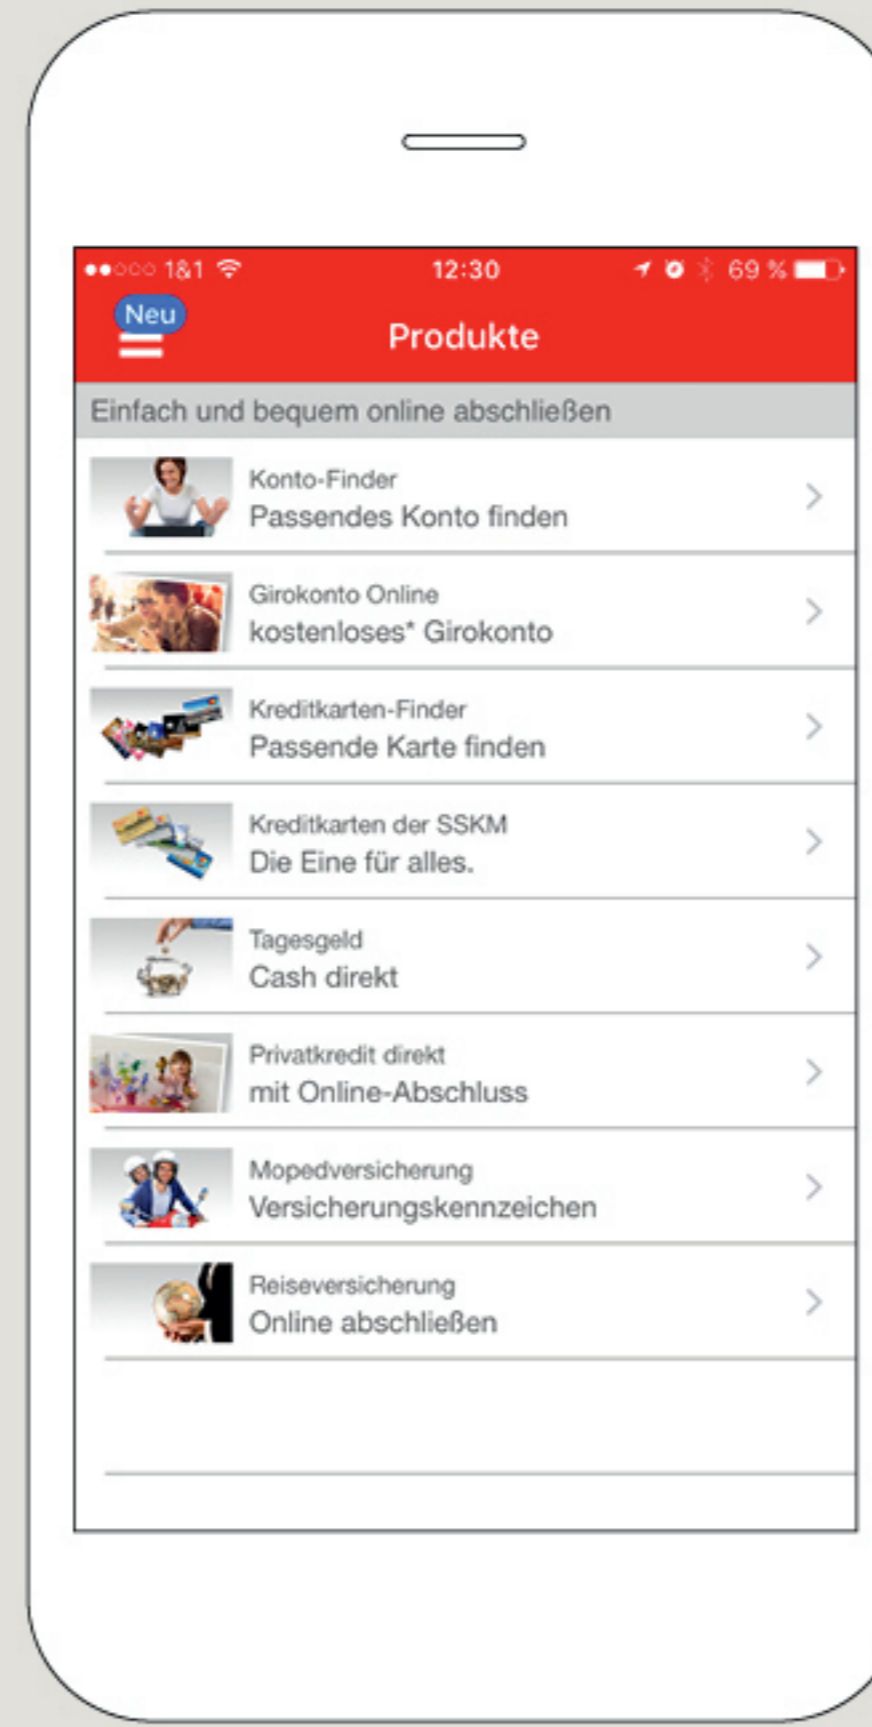 1&1 12:30 69 %
Neu
Produkte
Einfach und bequem online abschließen
Konto-Finder
Passendes Konto finden
Girokonto Online
kostenloses* Girokonto
Kreditkarten-Finder
Passende Karte finden
Kreditkarten der SSKM
Die Eine für alles.
Tagesgeld
Cash direkt
Privatkredit direkt
mit Online-Abschluss
Mopedversicherung
Versicherungskennzeichen
Reiseversicherung
Online abschließen